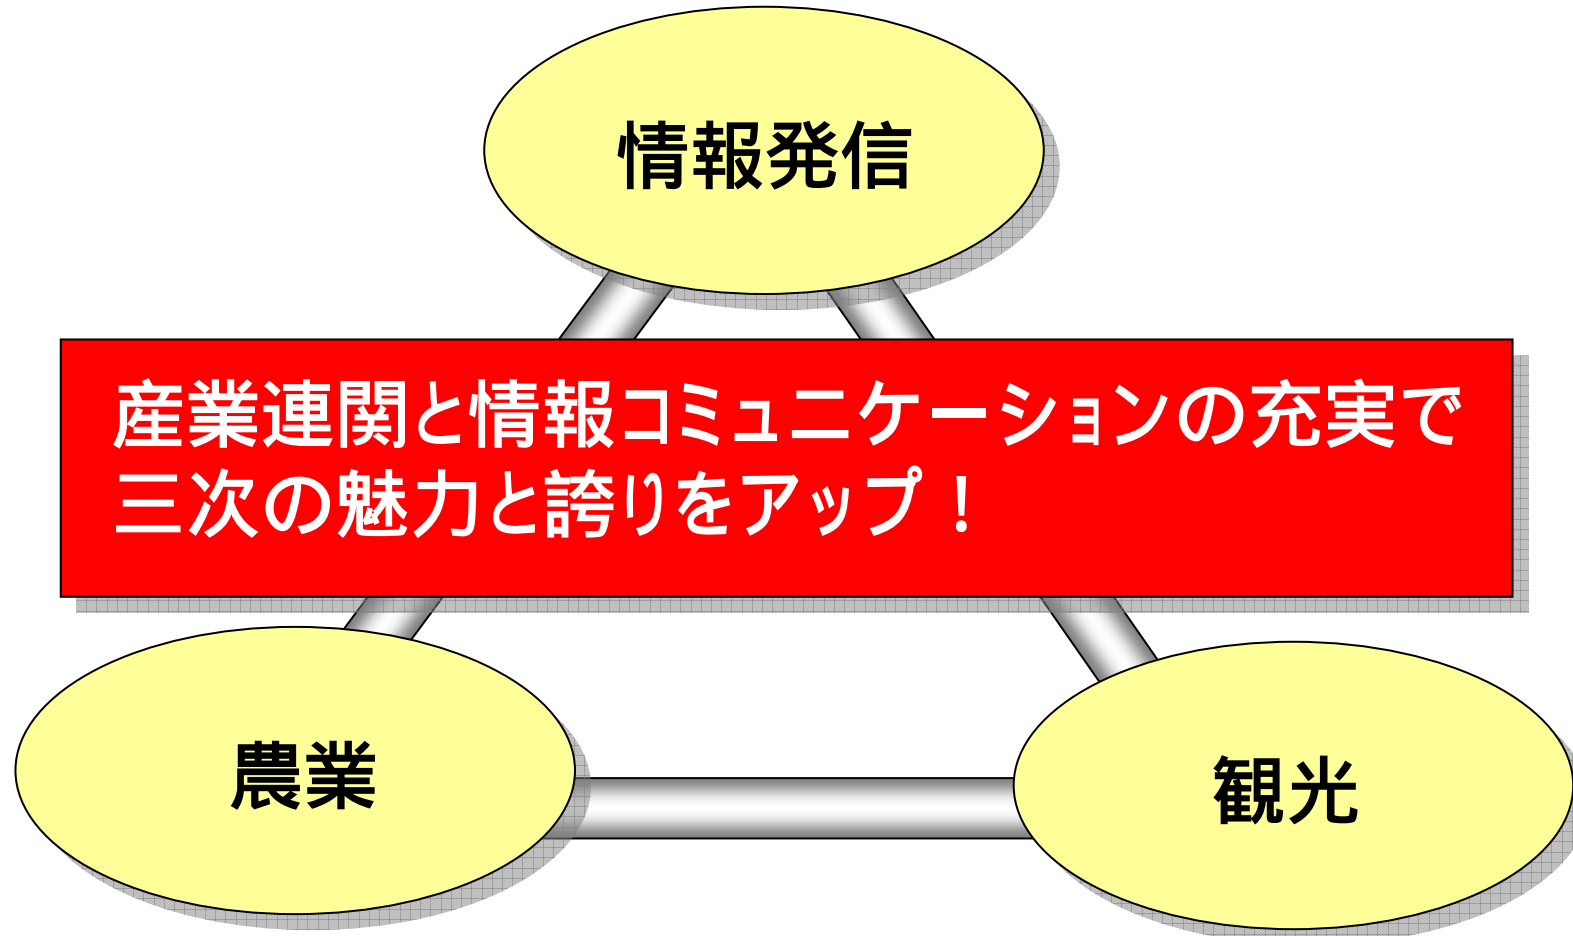 情報発信
産業連関と情報コミュニケーションの充実で
三次の魅力と誇りをアップ！
農業
観光